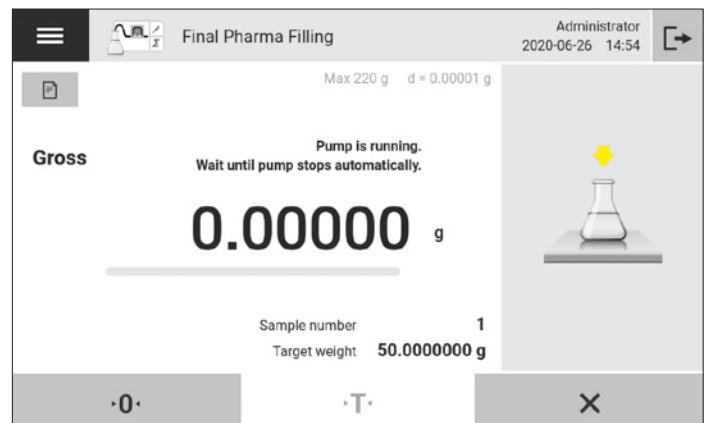 Final Pharma Filling
Administrator
2020-06-26 14:54
Max 220 g d = 0.00001 g
Gross
Pump is running.
Wait until pump stops automatically.
0.00000 g
Sample number 1
Target weight 50.0000000 g
·0·
·T·